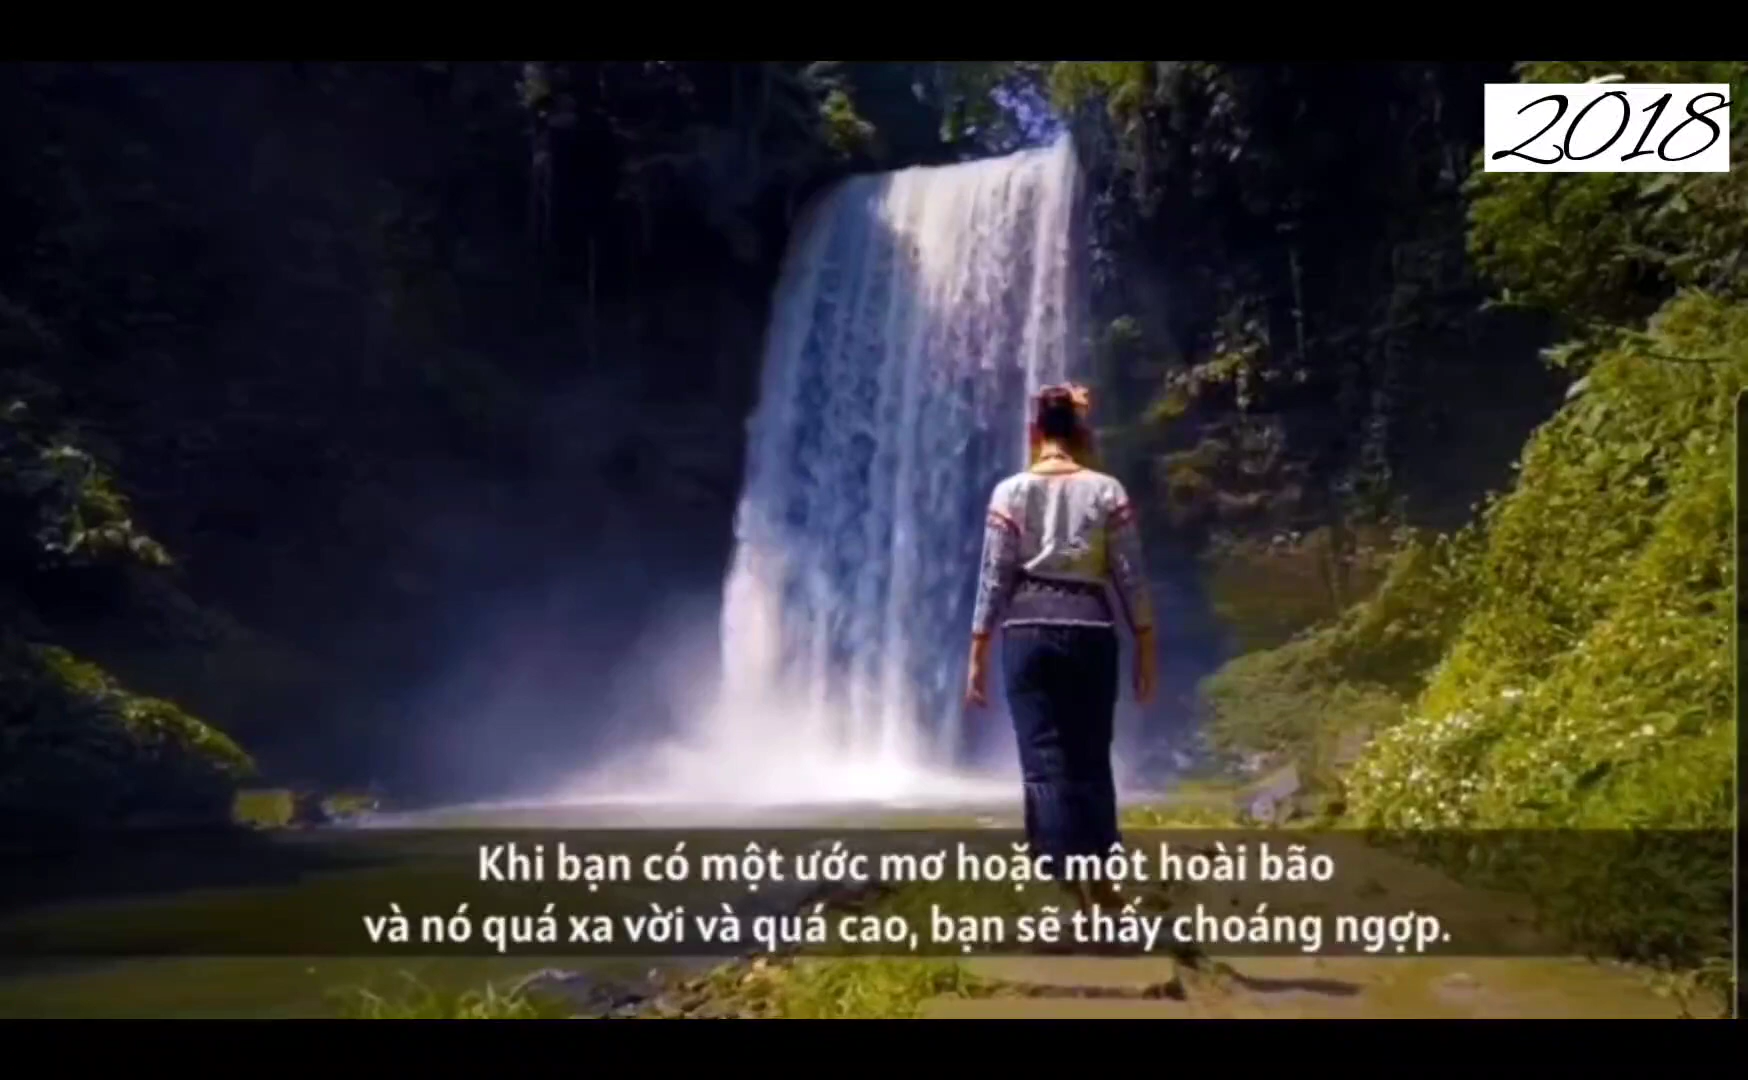 2018
Khi bạn có một ước mơ hoặc một hoài bão
và nó quá xa vời và quá cao, bạn sẽ thấy choáng ngợp.